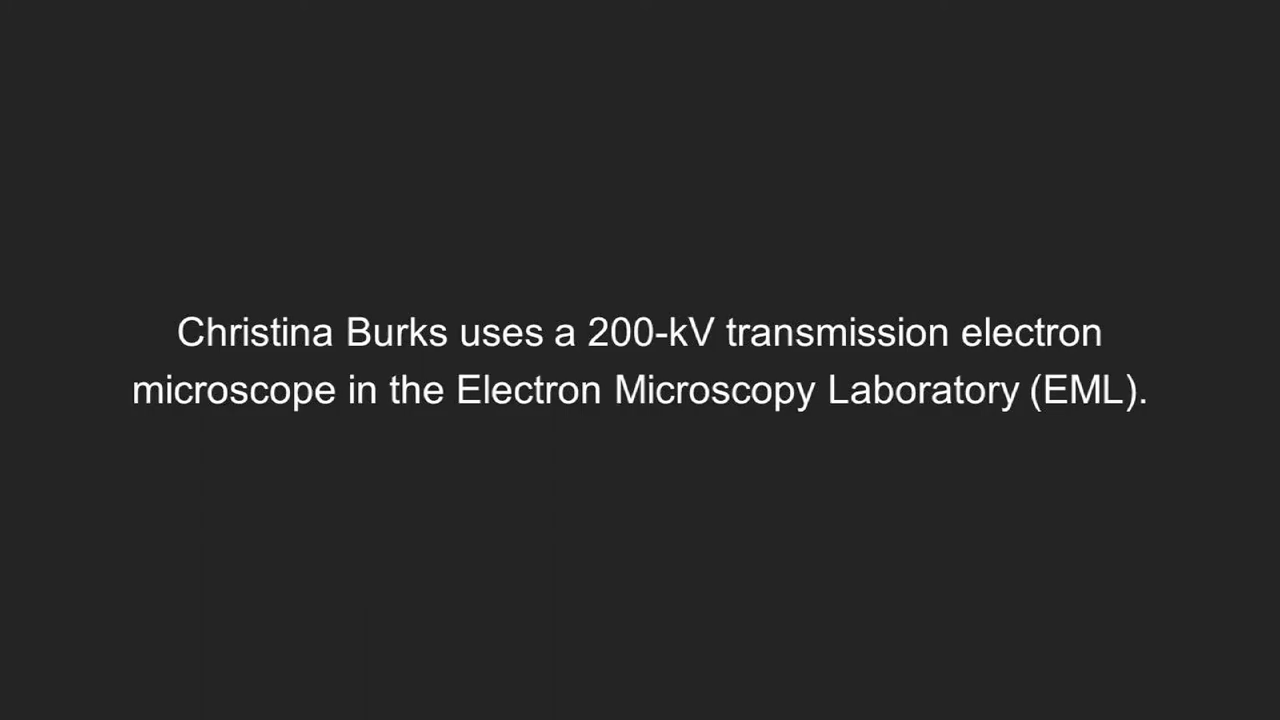 Christina Burks uses a 200-kV transmission electron
microscope in the Electron Microscopy Laboratory (EML).